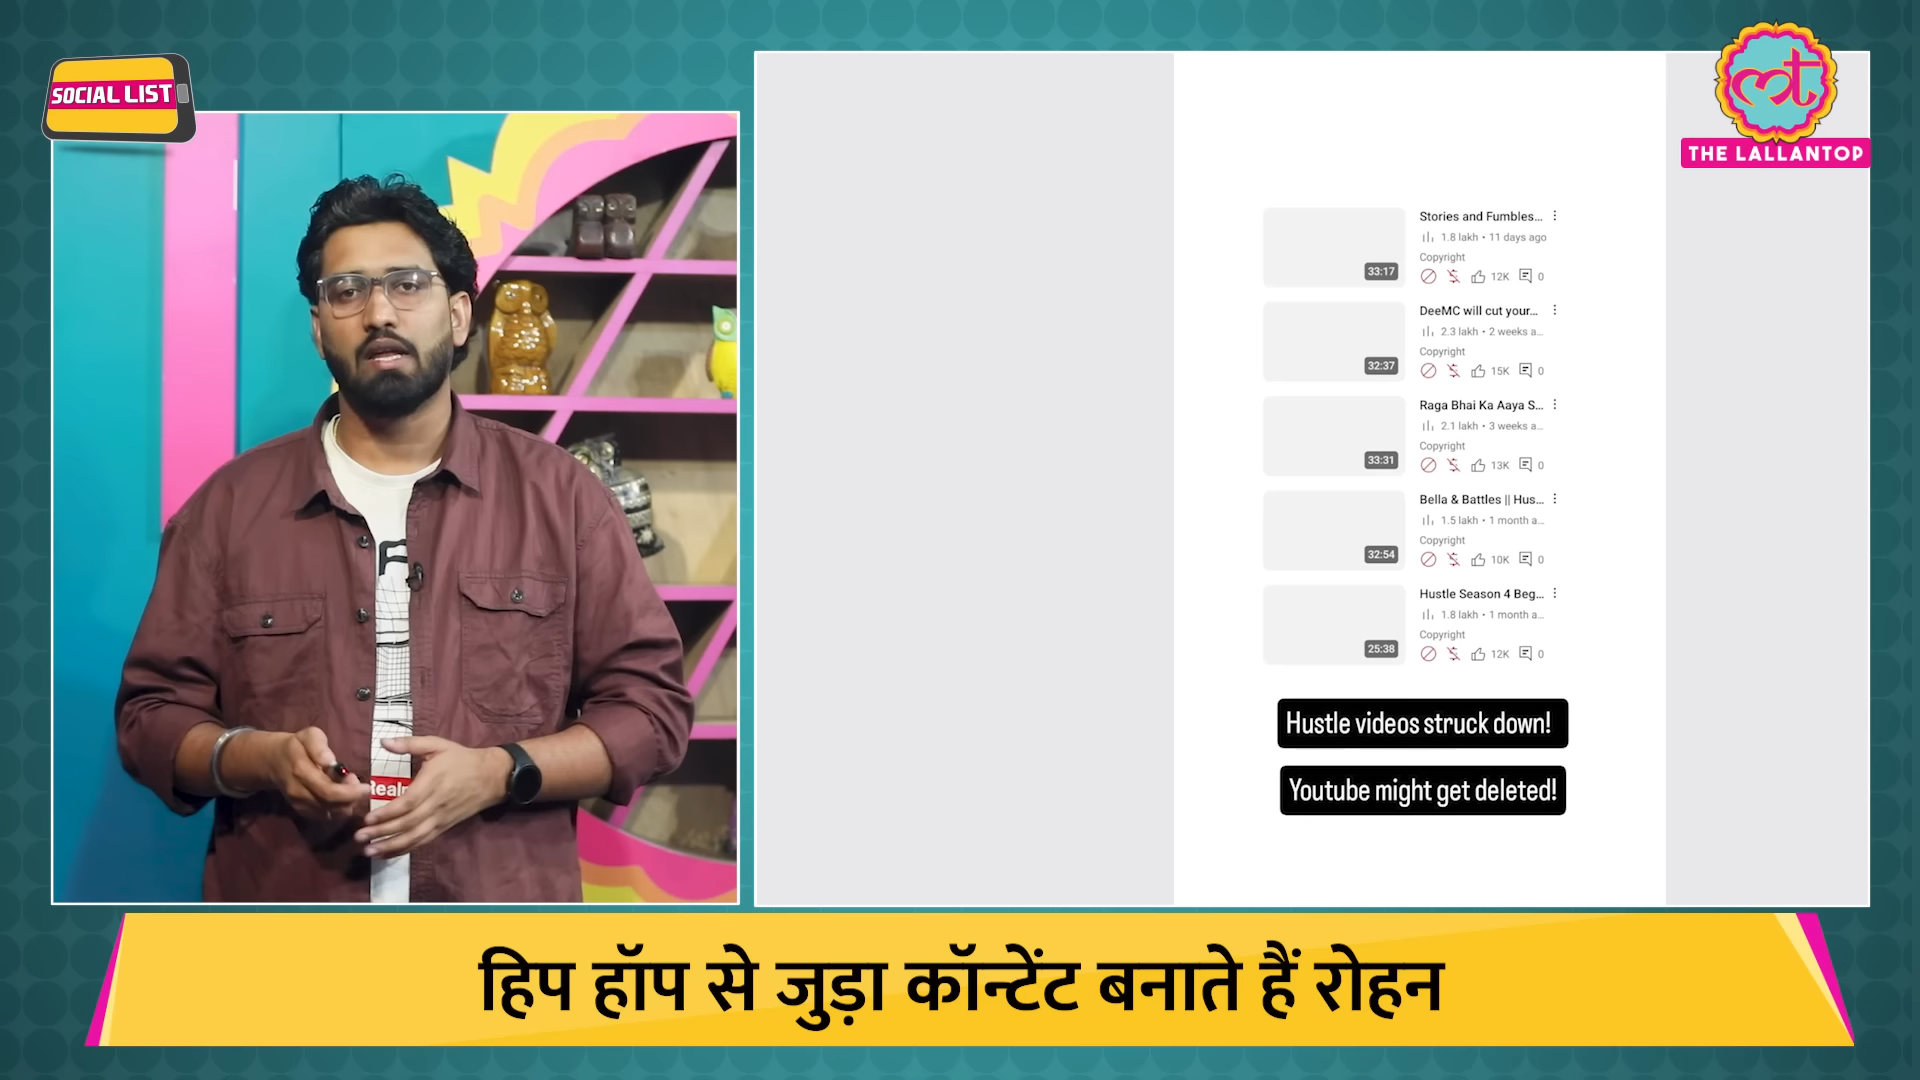 SOCIAL LIST
THE LALLANTOP
33:17
Stories and Fumbles...
1.8 lakh • 11 days ago
Copyright
12K 0
32:37
DeeMC will cut your...
2.3 lakh • 2 weeks a...
Copyright
15K 0
33:31
Raga Bhai Ka Aaya S...
2.1 lakh • 3 weeks a...
Copyright
13K 0
32:54
Bella & Battles || Hus...
1.5 lakh • 1 month a...
Copyright
10K 0
25:38
Hustle Season 4 Beg...
1.8 lakh • 1 month a...
Copyright
12K 0
Hustle videos struck down!
Youtube might get deleted!
हिप हॉप से जुड़ा कॉन्टेंट बनाते हैं रोहन